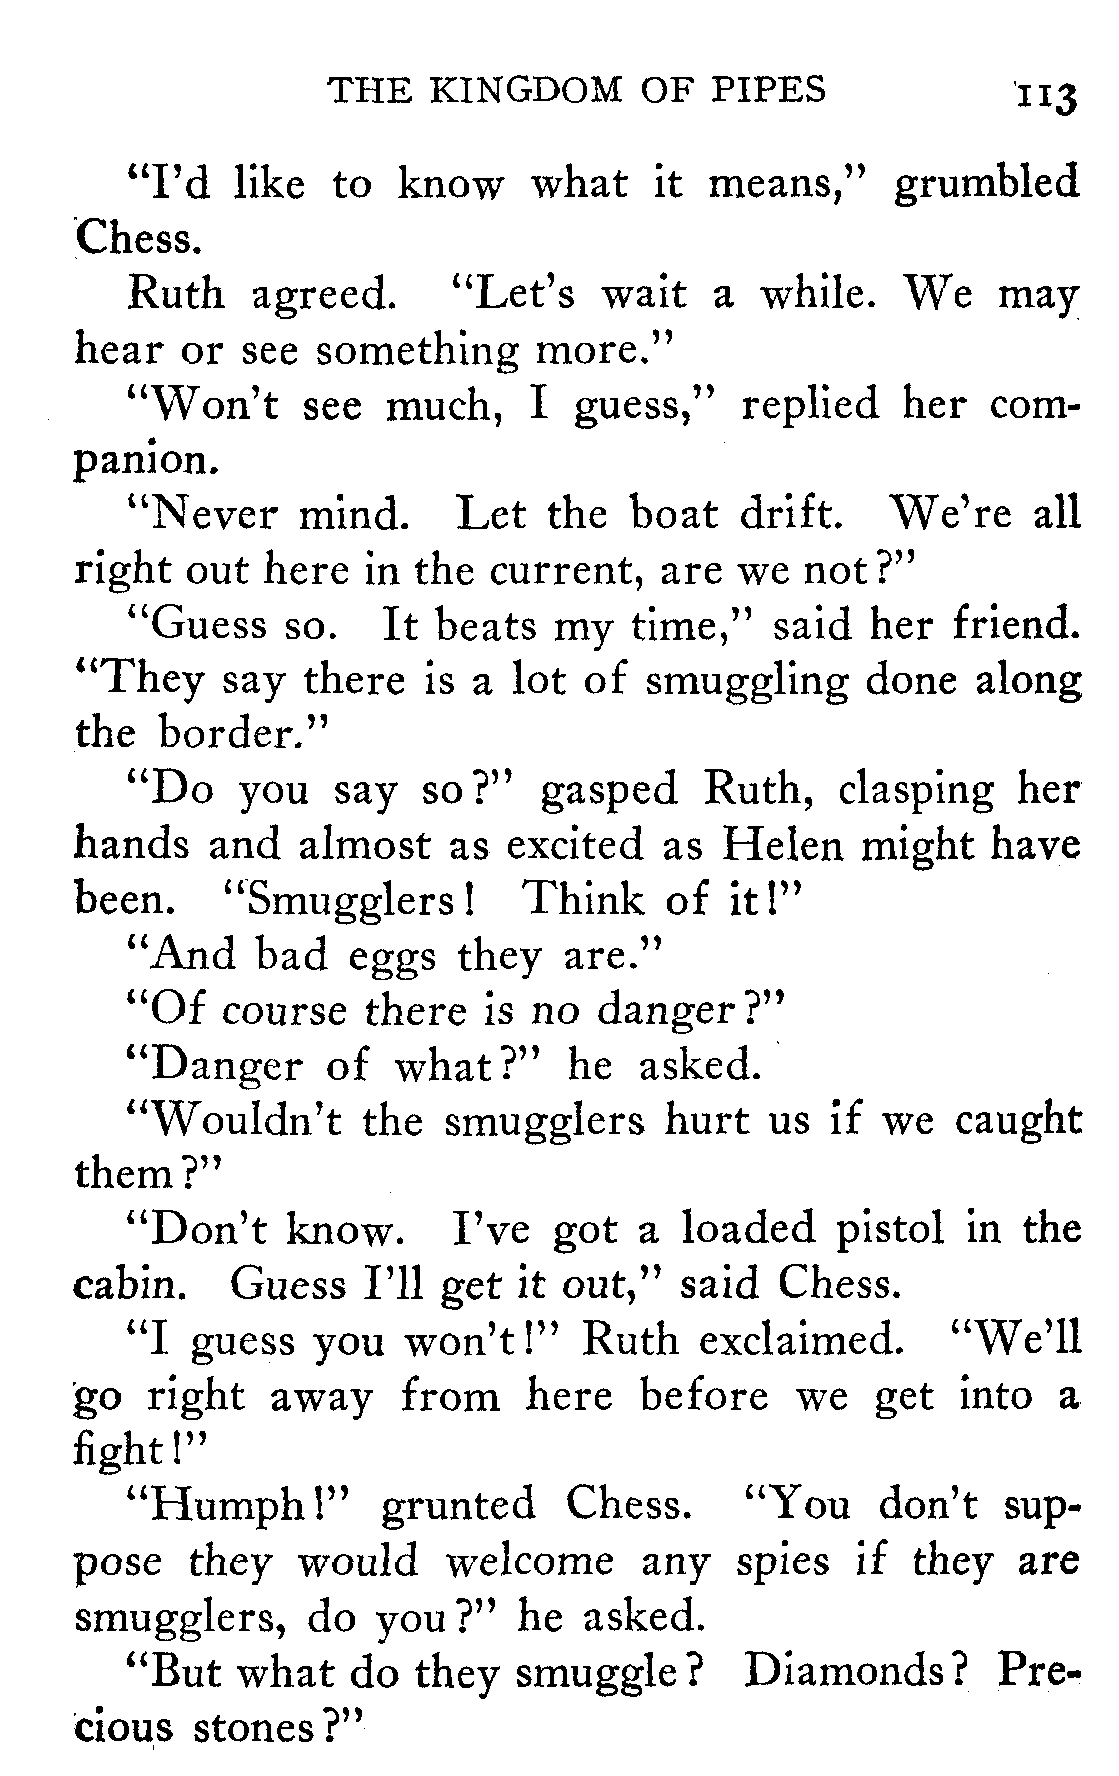 THE KINGDOM OF PIPES 113
“I’d like to know what it means,” grumbled
Chess.
Ruth agreed. “Let’s wait a while. We may
hear or see something more.”
“Won’t see much, I guess,” replied her com-
panion.
“Never mind. Let the boat drift. We’re all
right out here in the current, are we not?”
“Guess so. It beats my time,” said her friend.
“They say there is a lot of smuggling done along
the border.”
“Do you say so?” gasped Ruth, clasping her
hands and almost as excited as Helen might have
been. “Smugglers! Think of it!”
“And bad eggs they are.”
“Of course there is no danger?”
“Danger of what?” he asked.
“Wouldn’t the smugglers hurt us if we caught
them?”
“Don’t know. I’ve got a loaded pistol in the
cabin. Guess I’ll get it out,” said Chess.
“I guess you won’t!” Ruth exclaimed. “We’ll
go right away from here before we get into a
fight!”
“Humph!” grunted Chess. “You don’t sup-
pose they would welcome any spies if they are
smugglers, do you?” he asked.
“But what do they smuggle? Diamonds? Pre-
cious stones?”